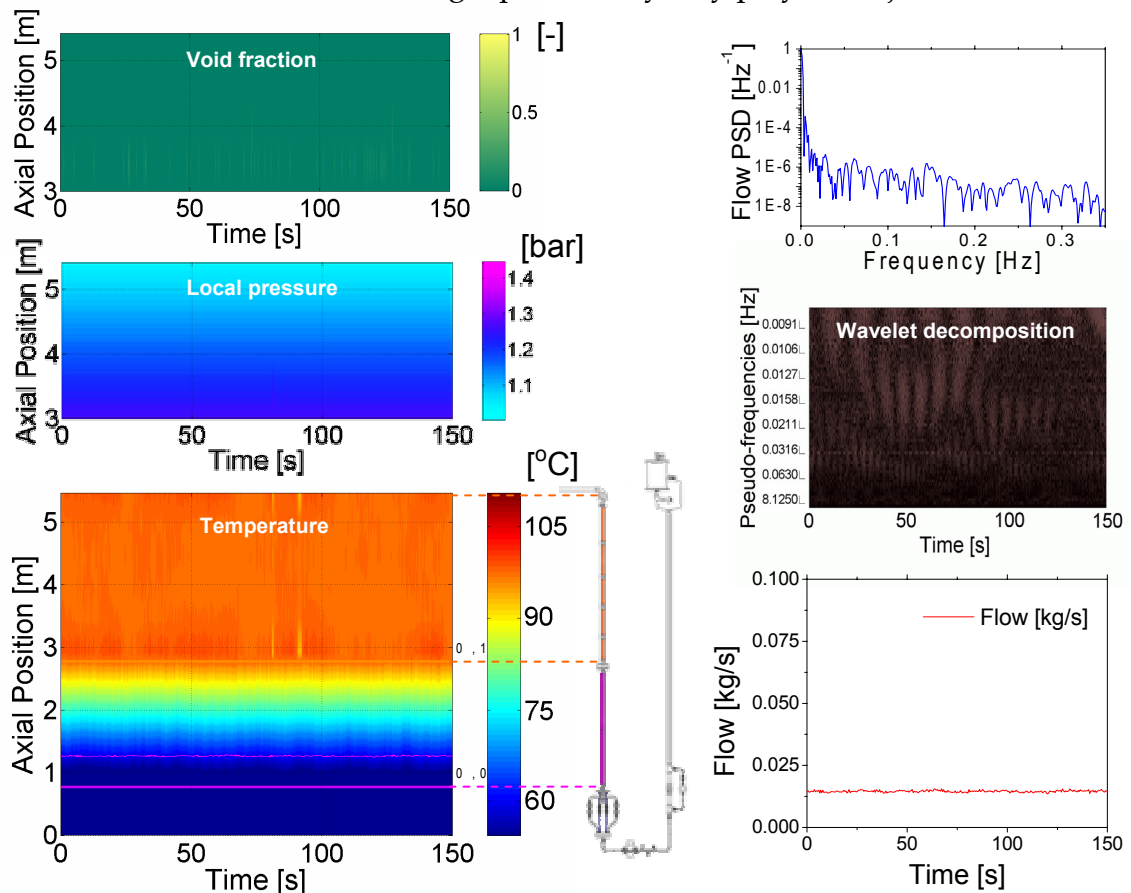 [-]
Void fraction
Axial Position [m]
5
4
3
0 50 100 150
Time [s]
1
0.5
0
[bar]
Local pressure
Axial Position [m]
5
4
3
0 50 100 150
Time [s]
1.4
1.3
1.2
1.1
[°C]
Temperature
Axial Position [m]
5
4
3
2
1
0
0 50 100 150
Time [s]
105
90
75
60
0 , 1
0 , 0
Flow PSD [Hz-1]
1
0.01
1E-4
1E-6
1E-8
0.0 0.1 0.2 0.3
Frequency [Hz]
Wavelet decomposition
Pseudo-frequencies [Hz]
0.0091
0.0106
0.0127
0.0158
0.0211
0.0316
0.0630
8.1250
0 50 100 150
Time [s]
Flow [kg/s]
Flow [kg/s]
0.100
0.075
0.050
0.025
0.000
0 50 100 150
Time [s]